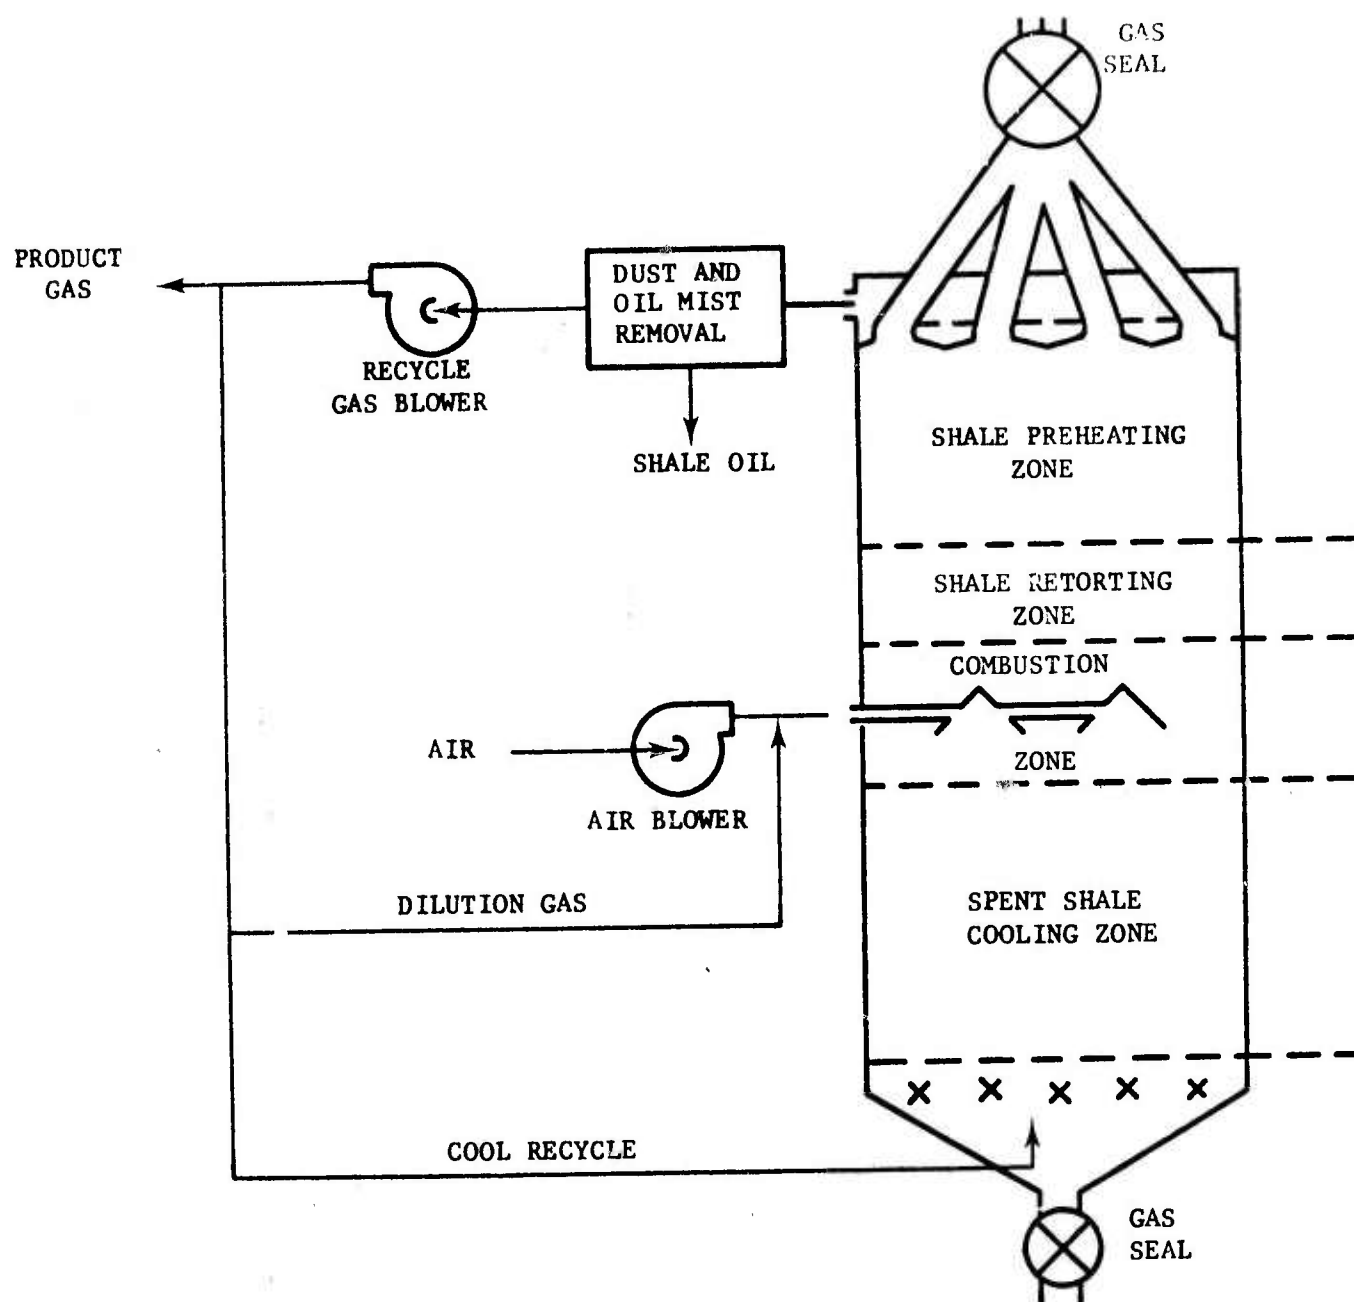 GAS
SEAL
PRODUCT
GAS
DUST AND
OIL MIST
REMOVAL
RECYCLE
GAS BLOWER
SHALE OIL
SHALE PREHEATING
ZONE
SHALE RETORTING
ZONE
COMBUSTION
ZONE
AIR
AIR BLOWER
DILUTION GAS
SPENT SHALE
COOLING ZONE
COOL RECYCLE
GAS
SEAL